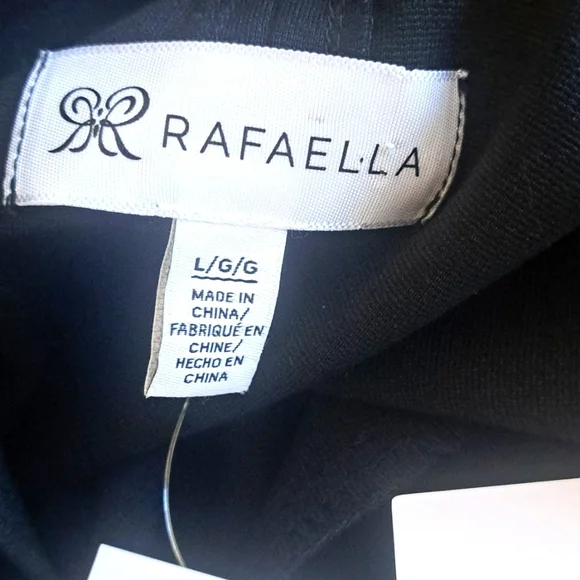 RAFAELLA
L/G/G
MADE IN
CHINA/
FABRIQUÉ EN
CHINE/
HECHO EN
CHINA